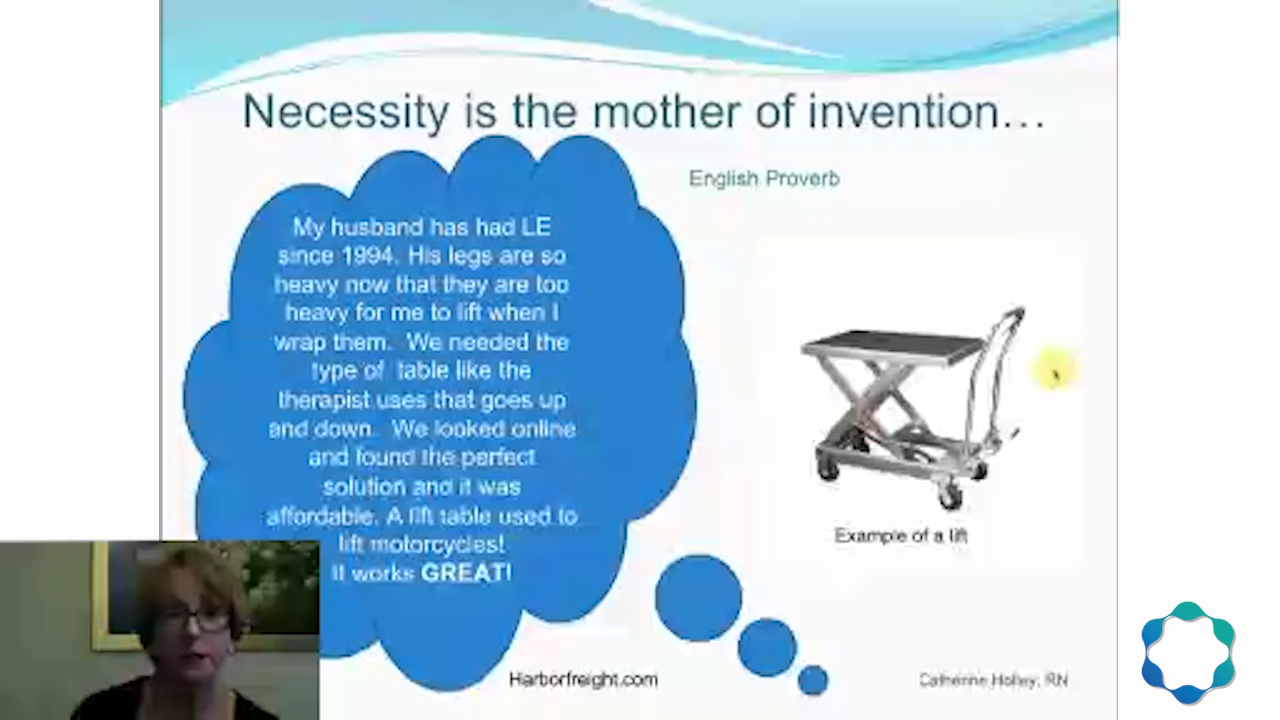 Necessity is the mother of invention...
English Proverb
My husband has had LE
since 1994. His legs are so
heavy now that they are too
heavy for me to lift when I
wrap them. We needed the
type of table like the
therapist uses that goes up
and down. We looked online
and found the perfect
solution and it was
affordable. A lift table used to
lift motorcycles!
It works GREAT!
Example of a lift
Harborfreight.com
Catherine Holley, RN